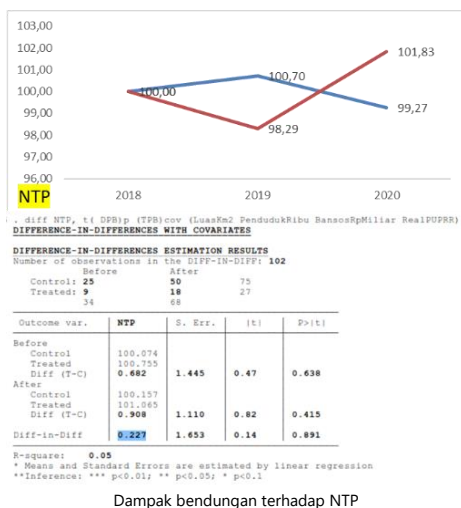 103,00
102,00
101,00
100,00
99,00
98,00
97,00
96,00
100,00
100,70
98,29
101,83
99,27
NTP 2018 2019 2020
. diff NTP, t( DPB)p (TPB)cov (LuasKm2 PendudukRibu BansosRpMiliar RealPUPRR)
DIFFERENCE-IN-DIFFERENCES WITH COVARIATES
DIFFERENCE-IN-DIFFERENCES ESTIMATION RESULTS
Number of observations in the DIFF-IN-DIFF: 102
Before After
Control: 25 50 75
Treated: 9 18 27
34 68
Outcome var. NTP S. Err. |t| P>|t|
Before
Control 100.074
Treated 100.755
Diff (T-C) 0.682 1.445 0.47 0.638
After
Control 100.157
Treated 101.065
Diff (T-C) 0.908 1.110 0.82 0.415
Diff-in-Diff 0.227 1.653 0.14 0.891
R-square: 0.05
* Means and Standard Errors are estimated by linear regression
**Inference: *** p<0.01; ** p<0.05; * p<0.1
Dampak bendungan terhadap NTP